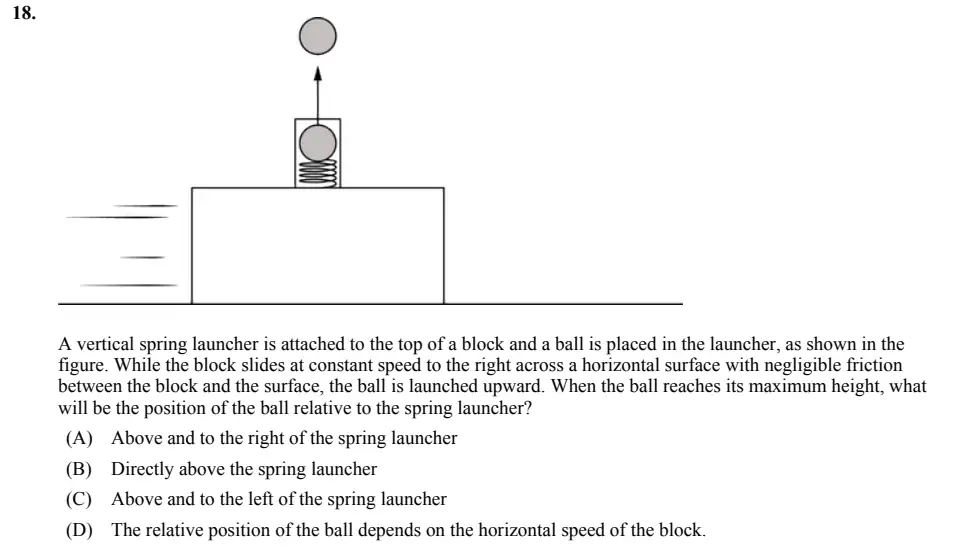 18.
A vertical spring launcher is attached to the top of a block and a ball is placed in the launcher, as shown in the
figure. While the block slides at constant speed to the right across a horizontal surface with negligible friction
between the block and the surface, the ball is launched upward. When the ball reaches its maximum height, what
will be the position of the ball relative to the spring launcher?
(A) Above and to the right of the spring launcher
(B) Directly above the spring launcher
(C) Above and to the left of the spring launcher
(D) The relative position of the ball depends on the horizontal speed of the block.